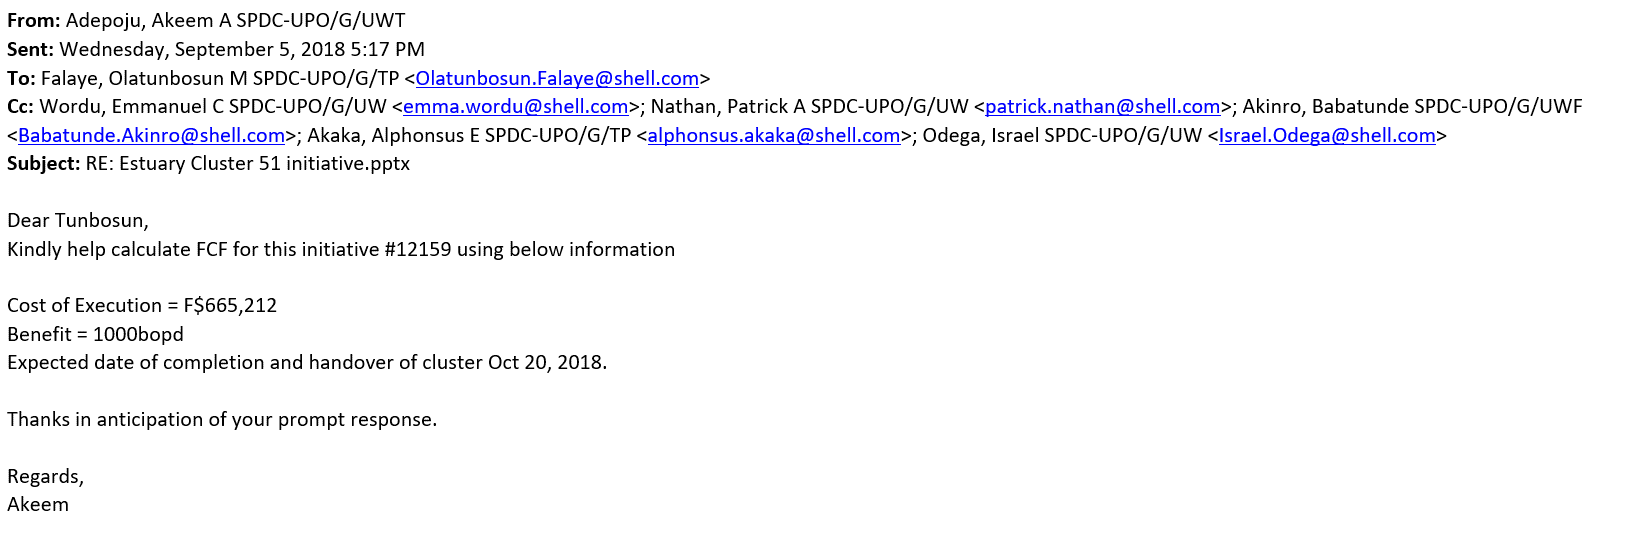 From: Adepoju, Akeem A SPDC-UPO/G/UWT
Sent: Wednesday, September 5, 2018 5:17 PM
To: Falaye, Olatunbosun M SPDC-UPO/G/TP <Olatunbosun.Falaye@shell.com>
Cc: Wordu, Emmanuel C SPDC-UPO/G/UW <emma.wordu@shell.com>; Nathan, Patrick A SPDC-UPO/G/UW <patrick.nathan@shell.com>; Akinro, Babatunde SPDC-UPO/G/UWF
<Babatunde.Akinro@shell.com>; Akaka, Alphonsus E SPDC-UPO/G/TP <alphonsus.akaka@shell.com>; Odega, Israel SPDC-UPO/G/UW <Israel.Odega@shell.com>
Subject: RE: Estuary Cluster 51 initiative.pptx
Dear Tunbosun,
Kindly help calculate FCF for this initiative #12159 using below information
Cost of Execution = F$665,212
Benefit = 1000bopd
Expected date of completion and handover of cluster Oct 20, 2018.
Thanks in anticipation of your prompt response.
Regards,
Akeem